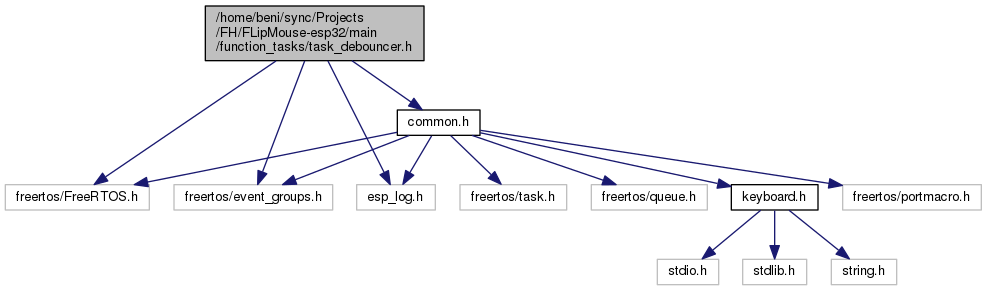 /home/beni/sync/Projects
/FH/FLipMouse-esp32/main
/function_tasks/task_debouncer.h
common.h
freertos/FreeRTOS.h
freertos/event_groups.h
esp_log.h
freertos/task.h
freertos/queue.h
keyboard.h
freertos/portmacro.h
stdio.h
stdlib.h
string.h